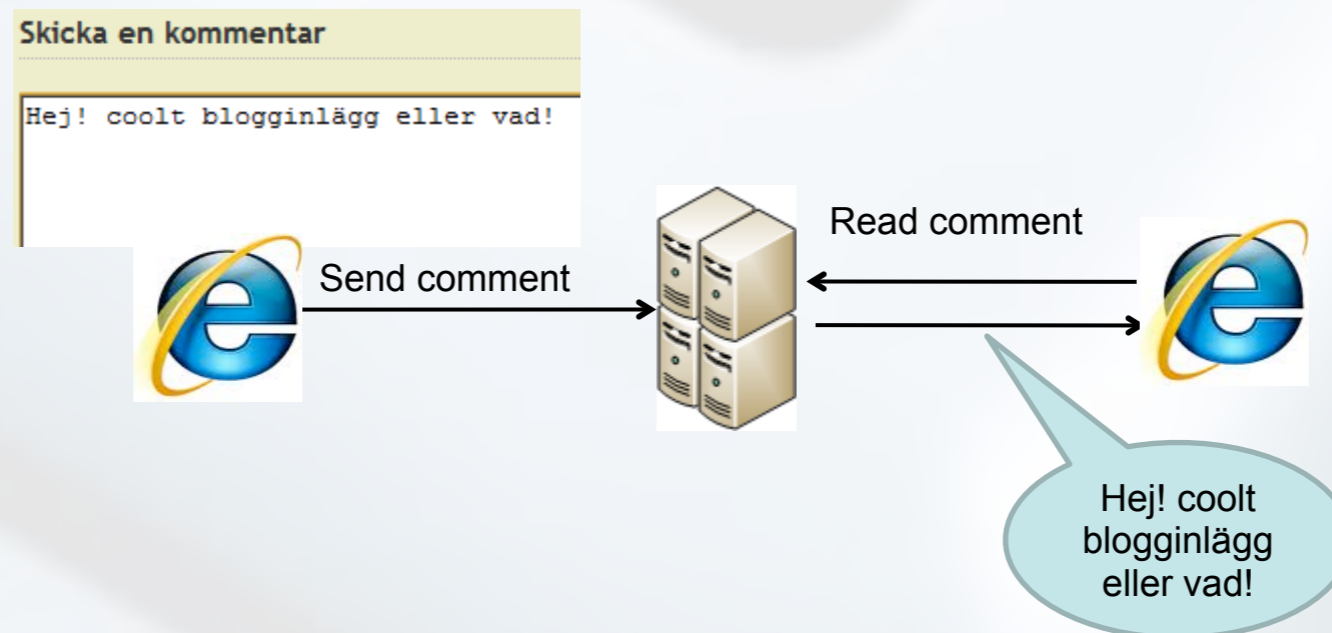 Skicka en kommentar
Hej! coolt blogginlägg eller vad!
Send comment
Read comment
Hej! coolt
blogginlägg
eller vad!